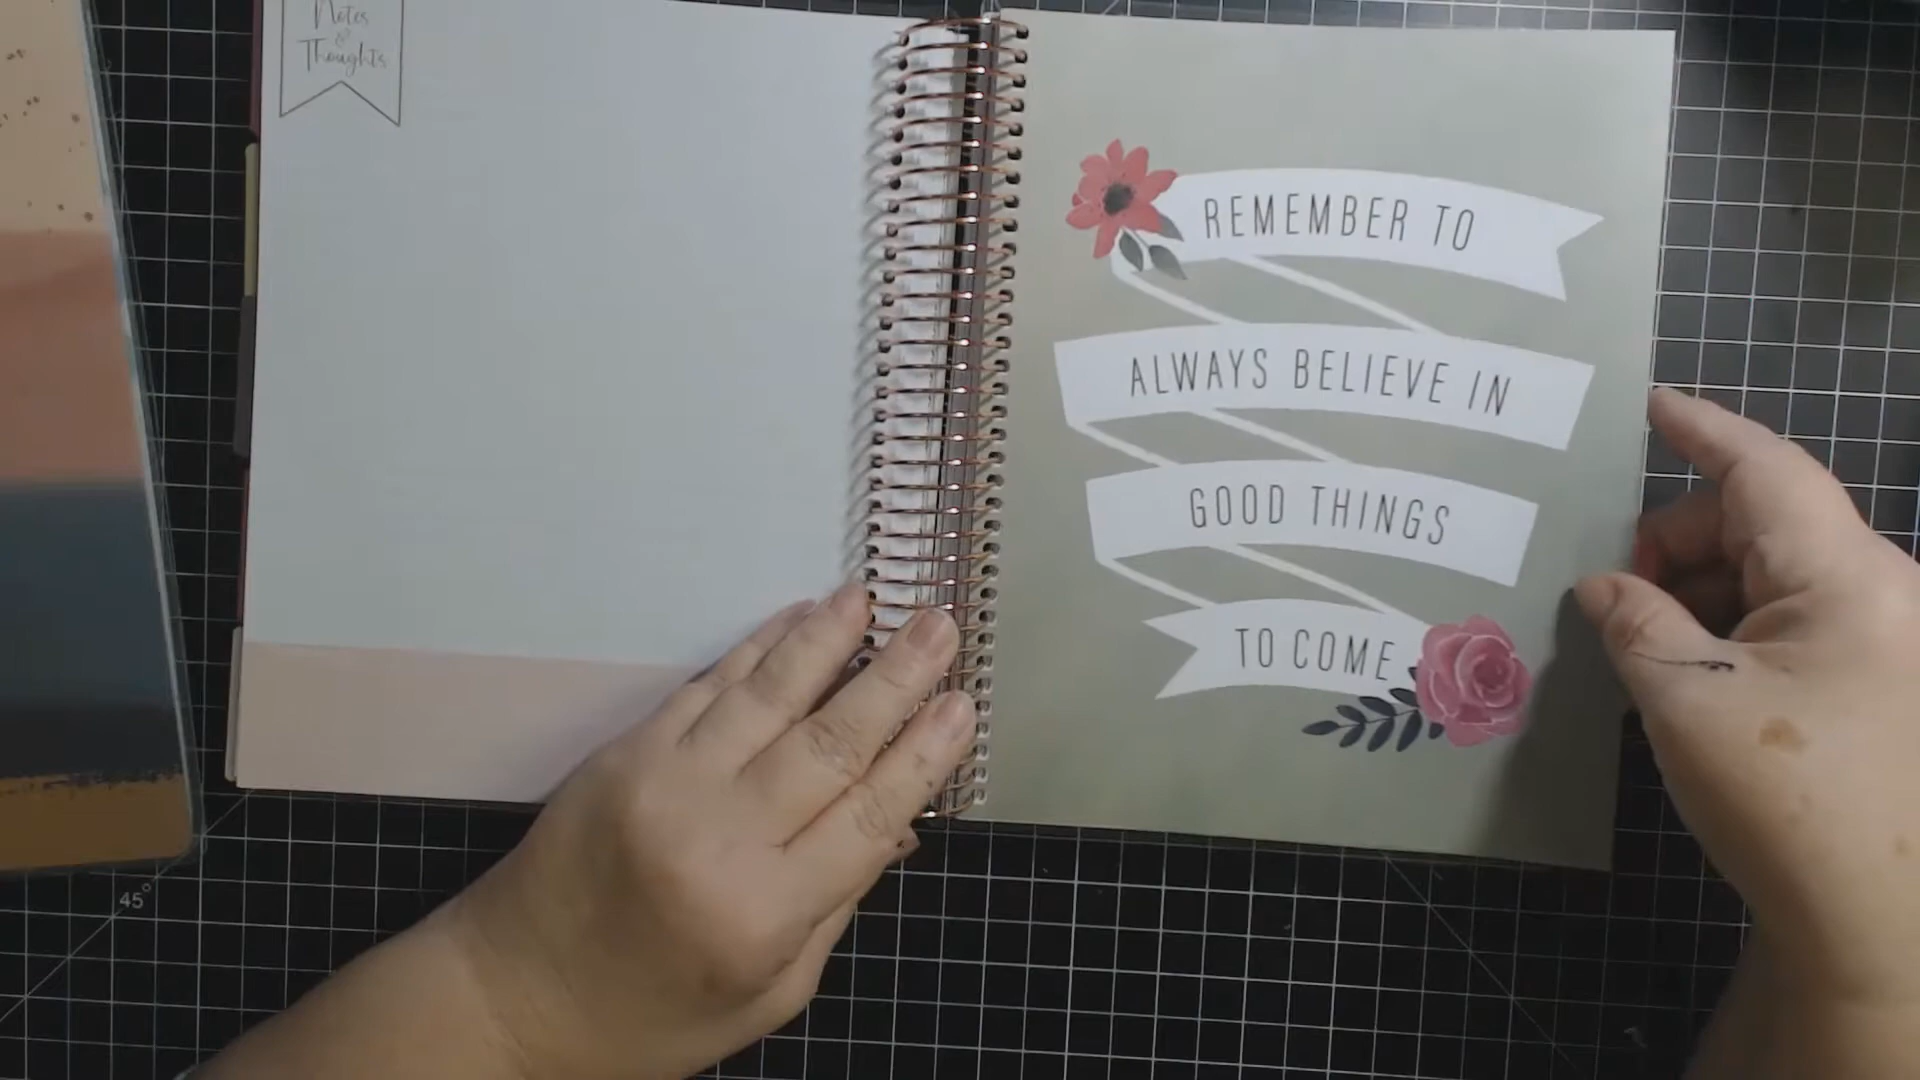 Notes
&
Thoughts
REMEMBER TO
ALWAYS BELIEVE IN
GOOD THINGS
TO COME
45°